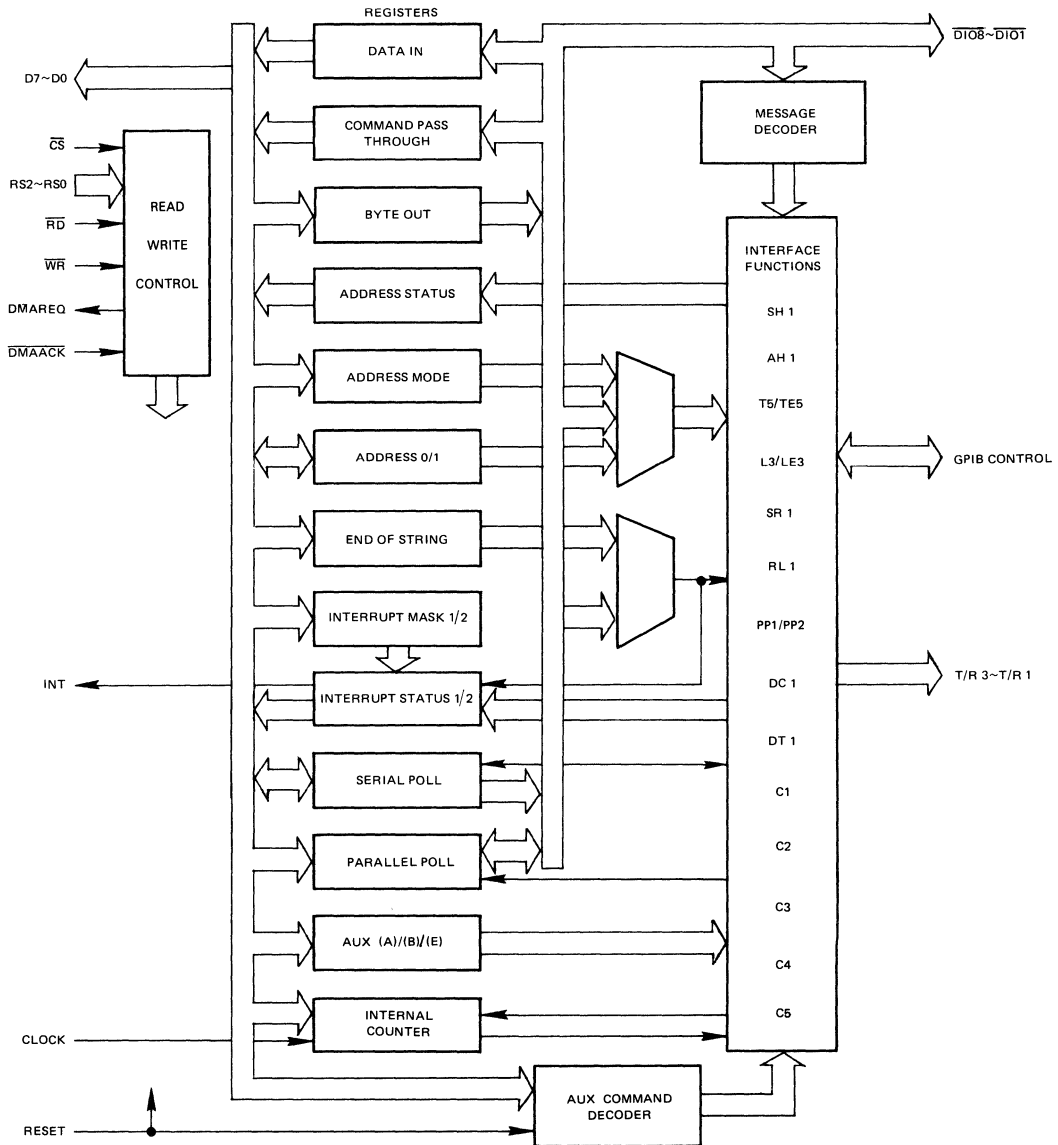 REGISTERS
DATA IN
COMMAND PASS
THROUGH
BYTE OUT
ADDRESS STATUS
ADDRESS MODE
ADDRESS 0/1
END OF STRING
INTERRUPT MASK 1/2
INTERRUPT STATUS 1/2
SERIAL POLL
PARALLEL POLL
AUX (A)/(B)/(E)
INTERNAL
COUNTER
D7~D0
CS
RS2~RS0
RD
WR
DMAREQ
DMAACK
READ
WRITE
CONTROL
INT
CLOCK
RESET
DIO8~DIO1
MESSAGE
DECODER
INTERFACE
FUNCTIONS
SH 1
AH 1
T5/TE5
L3/LE3
SR 1
RL 1
PP1/PP2
DC 1
DT 1
C1
C2
C3
C4
C5
GPIB CONTROL
T/R 3~T/R 1
AUX COMMAND
DECODER